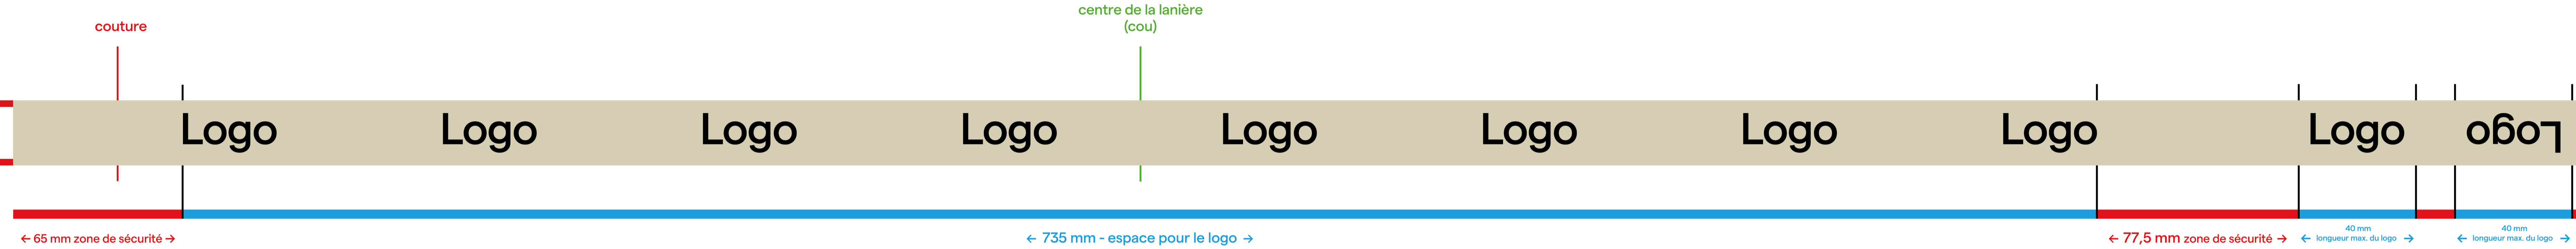 couture
centre de la lanière
(cou)
Logo Logo Logo Logo Logo Logo Logo Logo Logo Logo
← 65 mm zone de sécurité →
← 735 mm - espace pour le logo →
← 77,5 mm zone de sécurité →
← 40 mm
longueur max. du logo →
← 40 mm
longueur max. du logo →